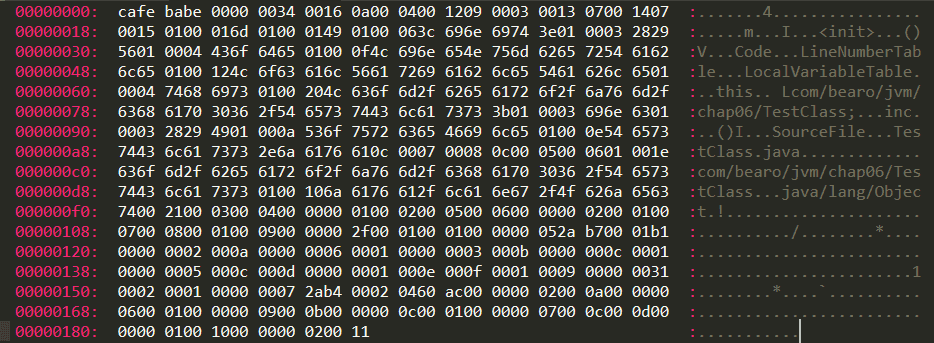 00000000: cafe babe 0000 0034 0016 0a00 0400 1209 0003 0013 0700 1407 :.......4................
00000018: 0015 0100 016d 0100 0149 0100 063c 696e 6974 3e01 0003 2829 :.....m...I...<init>...()
00000030: 5601 0004 436f 6465 0100 0f4c 696e 654e 756d 6265 7254 6162 :V...Code...LineNumberTab
00000048: 6c65 0100 124c 6f63 616c 5661 7269 6162 6c65 5461 626c 6501 :le...LocalVariableTable.
00000060: 0004 7468 6973 0100 204c 636f 6d2f 6265 6172 6f2f 6a76 6d2f :..this.. Lcom/bearo/jvm/
00000078: 6368 6170 3036 2f54 6573 7443 6c61 7373 3b01 0003 696e 6301 :chap06/TestClass;...inc.
00000090: 0003 2829 4901 000a 536f 7572 6365 4669 6c65 0100 0e54 6573 :..()I...SourceFile...Tes
000000a8: 7443 6c61 7373 2e6a 6176 610c 0007 0008 0c00 0500 0601 001e :tClass.java.............
000000c0: 636f 6d2f 6265 6172 6f2f 6a76 6d2f 6368 6170 3036 2f54 6573 :com/bearo/jvm/chap06/Tes
000000d8: 7443 6c61 7373 0100 106a 6176 612f 6c61 6e67 2f4f 626a 6563 :tClass...java/lang/Objec
000000f0: 7400 2100 0300 0400 0000 0100 0200 0500 0600 0000 0200 0100 :t.!.....................
00000108: 0700 0800 0100 0900 0000 2f00 0100 0100 0000 052a b700 01b1 :........../........*....
00000120: 0000 0002 000a 0000 0006 0001 0000 0003 000b 0000 000c 0001 :........................
00000138: 0000 0005 000c 000d 0000 0001 000e 000f 0001 0009 0000 0031 :.......................1
00000150: 0002 0001 0000 0007 2ab4 0002 0460 ac00 0000 0200 0a00 0000 :........*....`..........
00000168: 0600 0100 0000 0900 0b00 0000 0c00 0100 0000 0700 0c00 0d00 :........................
00000180: 0000 0100 1000 0000 0200 11 :...........